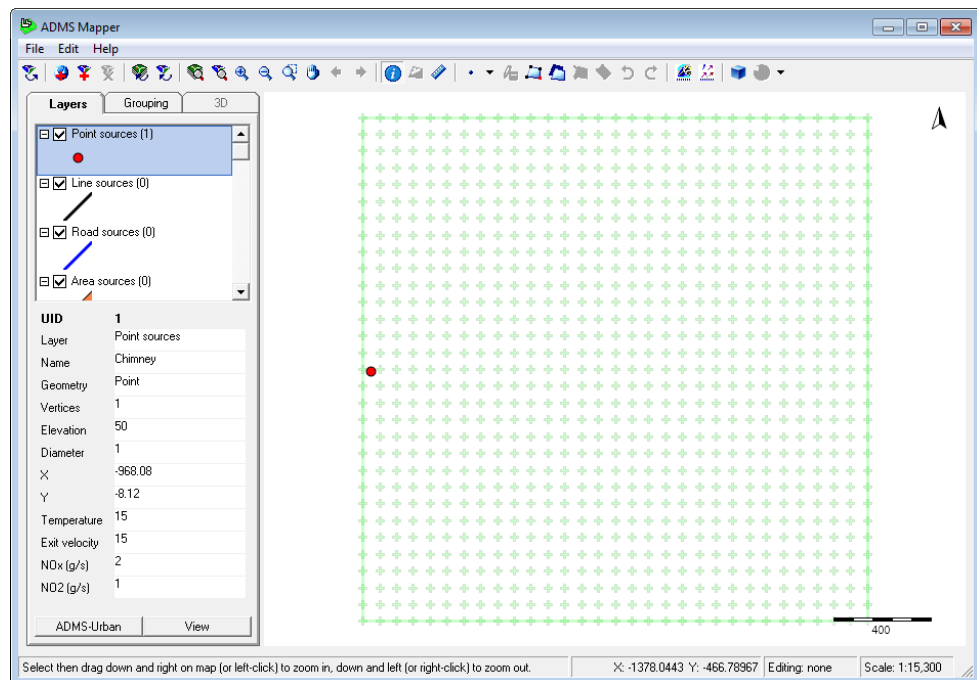 ADMS Mapper
File Edit Help
Layers Grouping 3D
Point sources (1)
Line sources (0)
Road sources (0)
Area sources (0)
UID 1
Layer Point sources
Name Chimney
Geometry Point
Vertices 1
Elevation 50
Diameter 1
X -968.08
Y -8.12
Temperature 15
Exit velocity 15
NOx (g/s) 2
NO2 (g/s) 1
ADMS-Urban View
400
Select then drag down and right on map (or left-click) to zoom in, down and left (or right-click) to zoom out. X: -1378.0443 Y: -466.78967 Editing: none Scale: 1:15,300